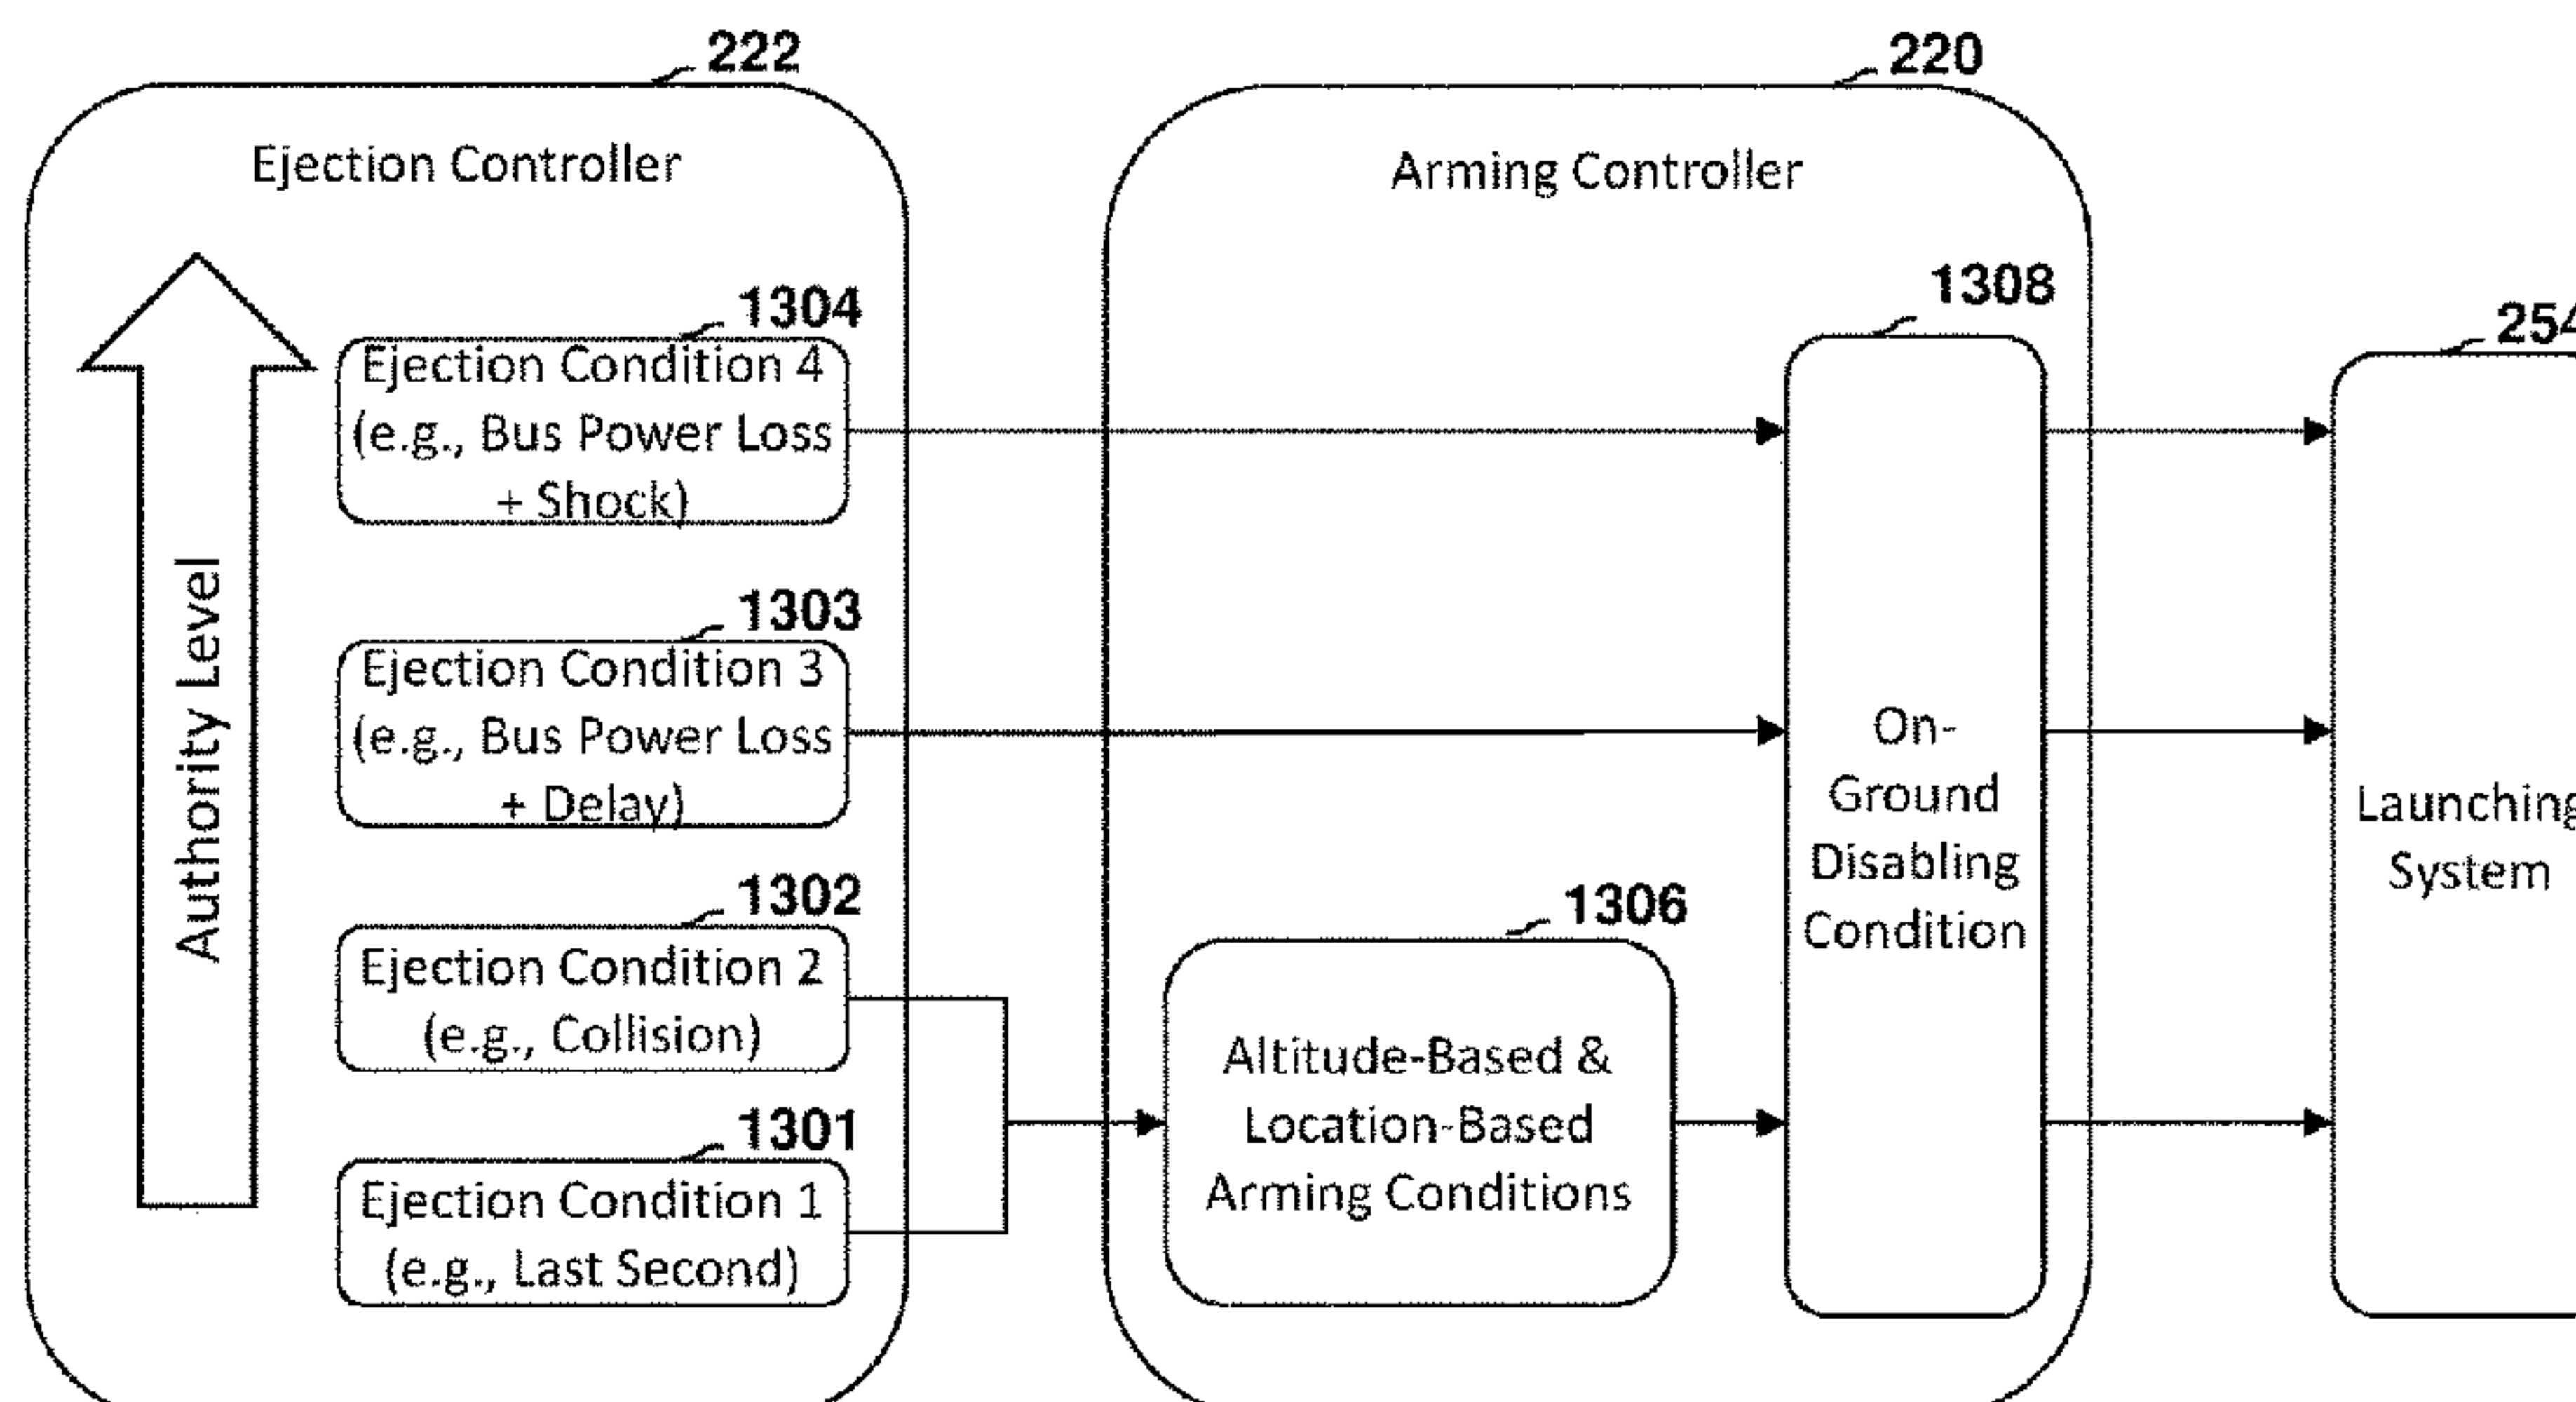 222
Ejection Controller
1304
Ejection Condition 4
(e.g., Bus Power Loss
+ Shock)
1303
Ejection Condition 3
(e.g., Bus Power Loss
+ Delay)
1302
Ejection Condition 2
(e.g., Collision)
1301
Ejection Condition 1
(e.g., Last Second)
Authority Level
220
Arming Controller
1306
Altitude-Based &
Location-Based
Arming Conditions
1308
On-
Ground
Disabling
Condition
254
Launching
System